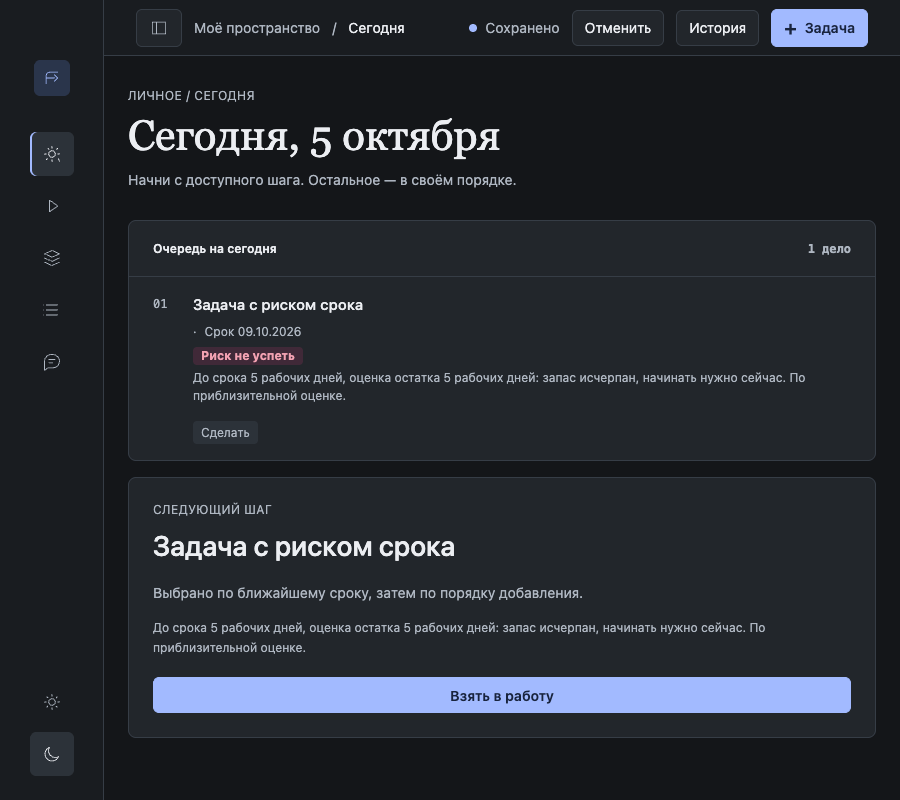 Моё пространство / Сегодня
Сохранено
Отменить
История
+ Задача
ЛИЧНОЕ / СЕГОДНЯ
Сегодня, 5 октября
Начни с доступного шага. Остальное — в своём порядке.
Очередь на сегодня
1 дело
01
Задача с риском срока
· Срок 09.10.2026
Риск не успеть
До срока 5 рабочих дней, оценка остатка 5 рабочих дней: запас исчерпан, начинать нужно сейчас. По
приблизительной оценке.
Сделать
СЛЕДУЮЩИЙ ШАГ
Задача с риском срока
Выбрано по ближайшему сроку, затем по порядку добавления.
До срока 5 рабочих дней, оценка остатка 5 рабочих дней: запас исчерпан, начинать нужно сейчас. По
приблизительной оценке.
Взять в работу